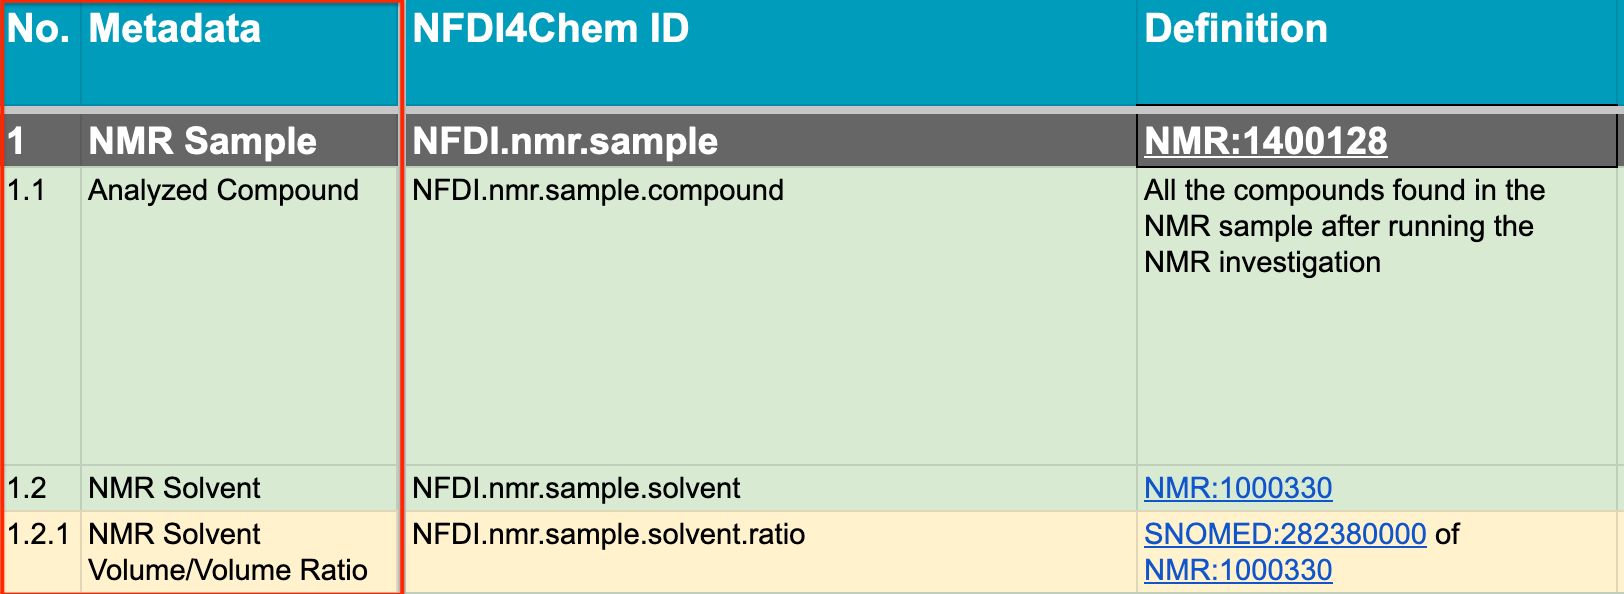 No. Metadata NFDI4Chem ID Definition
1 NMR Sample NFDI.nmr.sample NMR:1400128
1.1 Analyzed Compound NFDI.nmr.sample.compound All the compounds found in the
NMR sample after running the
NMR investigation
1.2 NMR Solvent NFDI.nmr.sample.solvent NMR:1000330
1.2.1 NMR Solvent NFDI.nmr.sample.solvent.ratio SNOMED:282380000 of
Volume/Volume Ratio NMR:1000330